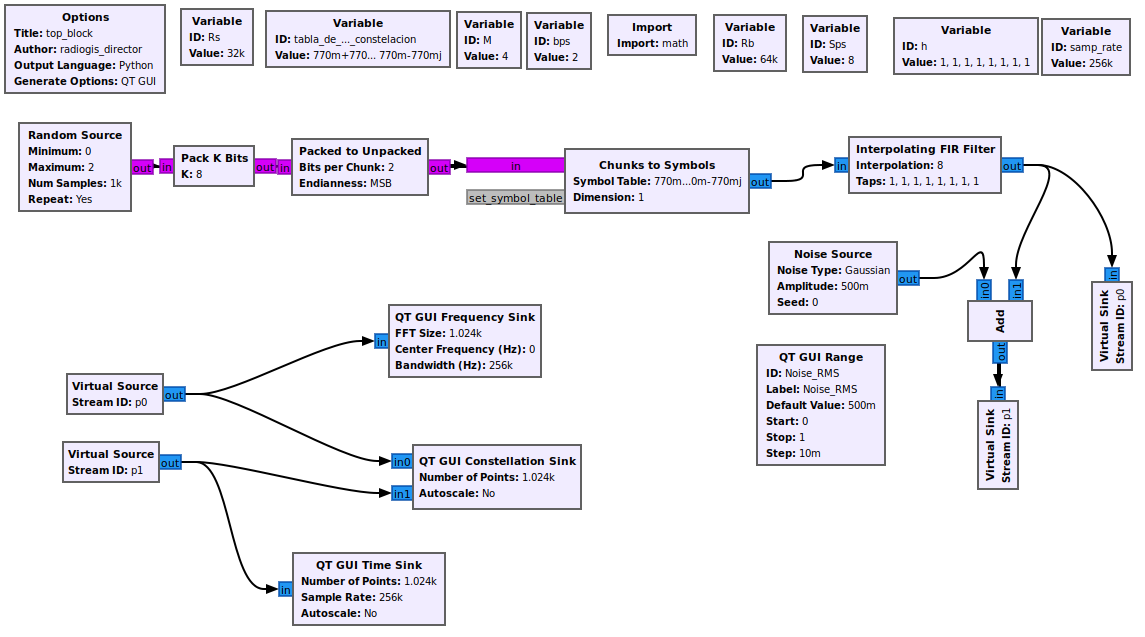 Options
Title: top_block
Author: radiogis_director
Output Language: Python
Generate Options: QT GUI
Variable
ID: Rs
Value: 32k
Variable
ID: tabla_de_..._constelacion
Value: 770m+770... 770m-770mj
Variable
ID: M
Value: 4
Variable
ID: bps
Value: 2
Import
Import: math
Variable
ID: Rb
Value: 64k
Variable
ID: Sps
Value: 8
Variable
ID: h
Value: 1, 1, 1, 1, 1, 1, 1, 1
Variable
ID: samp_rate
Value: 256k
Random Source
Minimum: 0
Maximum: 2
Num Samples: 1k
Repeat: Yes
out
in
Pack K Bits
K: 8
out
in
Packed to Unpacked
Bits per Chunk: 2
Endianness: MSB
out
in
set_symbol_table
Chunks to Symbols
Symbol Table: 770m...0m-770mj
Dimension: 1
out
in
Interpolating FIR Filter
Interpolation: 8
Taps: 1, 1, 1, 1, 1, 1, 1, 1
out
Noise Source
Noise Type: Gaussian
Amplitude: 500m
Seed: 0
out
in0
in1
Add
out
in
Virtual Sink
Stream ID: p1
in
Virtual Sink
Stream ID: p0
QT GUI Range
ID: Noise_RMS
Label: Noise_RMS
Default Value: 500m
Start: 0
Stop: 1
Step: 10m
Virtual Source
Stream ID: p0
out
in
QT GUI Frequency Sink
FFT Size: 1.024k
Center Frequency (Hz): 0
Bandwidth (Hz): 256k
Virtual Source
Stream ID: p1
out
in0
in1
QT GUI Constellation Sink
Number of Points: 1.024k
Autoscale: No
in
QT GUI Time Sink
Number of Points: 1.024k
Sample Rate: 256k
Autoscale: No